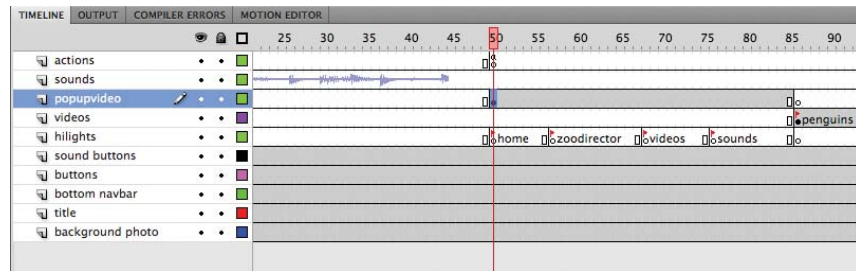 TIMELINE OUTPUT COMPILER ERRORS MOTION EDITOR
25 30 35 40 45 50 55 60 65 70 75 80 85 90
actions
sounds
popupvideo
videos penguins
hilights home zoodirector videos sounds
sound buttons
buttons
bottom navbar
title
background photo